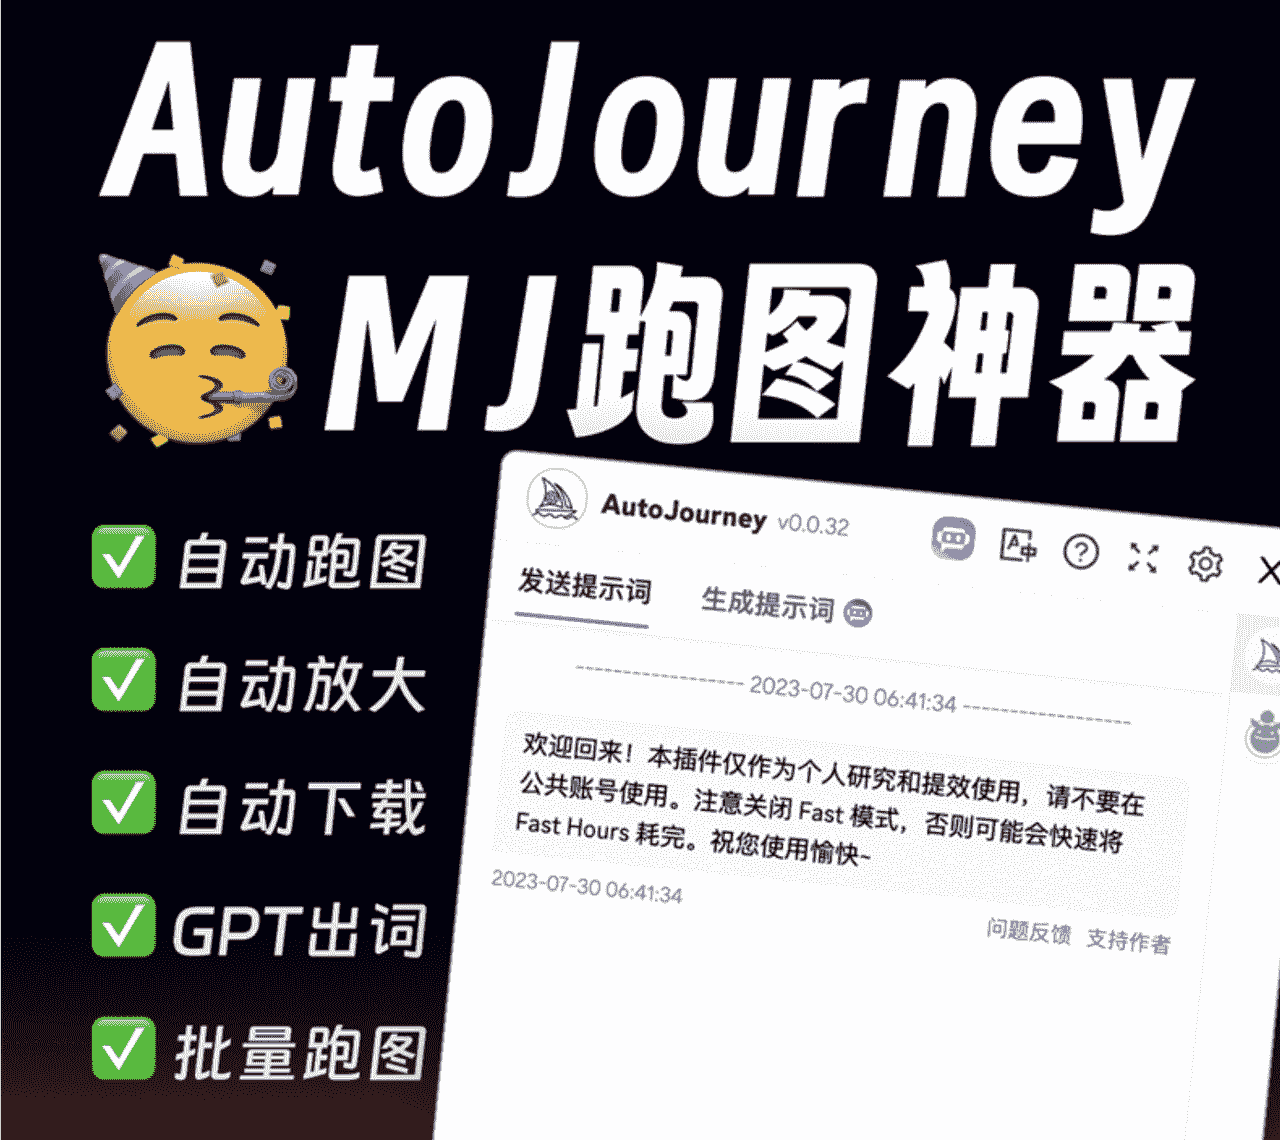 AutoJourney
MJ跑图神器
自动跑图
自动放大
自动下载
GPT出词
批量跑图
AutoJourney v0.0.32
发送提示词 生成提示词
------------------ 2023-07-30 06:41:34 ------------------
欢迎回来！本插件仅作为个人研究和提效使用，请不要在
公共账号使用。注意关闭 Fast 模式，否则可能会快速将
Fast Hours 耗完。祝您使用愉快~
2023-07-30 06:41:34
问题反馈 支持作者